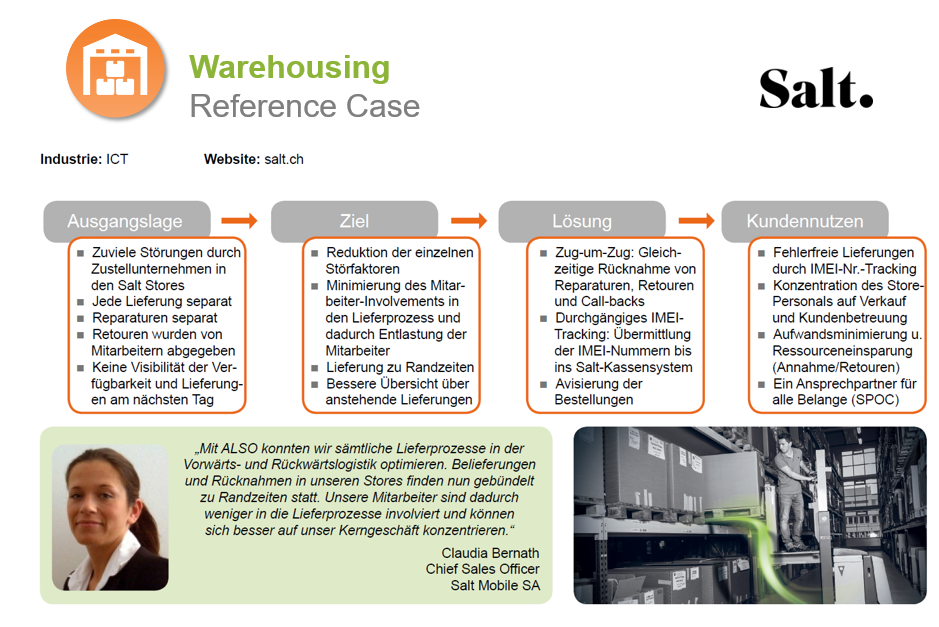 Warehousing
Reference Case
Salt.
Industrie: ICT
Website: salt.ch
Ausgangslage
Zuviele Störungen durch
Zustellunternehmen in
den Salt Stores
Jede Lieferung separat
Reparaturen separat
Retouren wurden von
Mitarbeitern abgegeben
Keine Visibilität der Ver-
fügbarkeit und Lieferung-
en am nächsten Tag
Ziel
Reduktion der einzelnen
Störfaktoren
Minimierung des Mitar-
beiter-Involvements in
den Lieferprozess und
dadurch Entlastung der
Mitarbeiter
Lieferung zu Randzeiten
Bessere Übersicht über
anstehende Lieferungen
Lösung
Zug-um-Zug: Gleich-
zeitige Rücknahme von
Reparaturen, Retouren
und Call-backs
Durchgängiges IMEI-
Tracking: Übermittlung
der IMEI-Nummern bis
ins Salt-Kassensystem
Avisierung der
Bestellungen
Kundennutzen
Fehlerfreie Lieferungen
durch IMEI-Nr.-Tracking
Konzentration des Store-
Personals auf Verkauf
und Kundenbetreuung
Aufwandsminimierung u.
Ressourceneinsparung
(Annahme/Retouren)
Ein Ansprechpartner für
alle Belange (SPOC)
„Mit ALSO konnten wir sämtliche Lieferprozesse in der
Vorwärts- und Rückwärtslogistik optimieren. Belieferungen
und Rücknahmen in unseren Stores finden nun gebündelt
zu Randzeiten statt. Unsere Mitarbeiter sind dadurch
weniger in die Lieferprozesse involviert und können
sich besser auf unser Kerngeschäft konzentrieren.“
Claudia Bernath
Chief Sales Officer
Salt Mobile SA